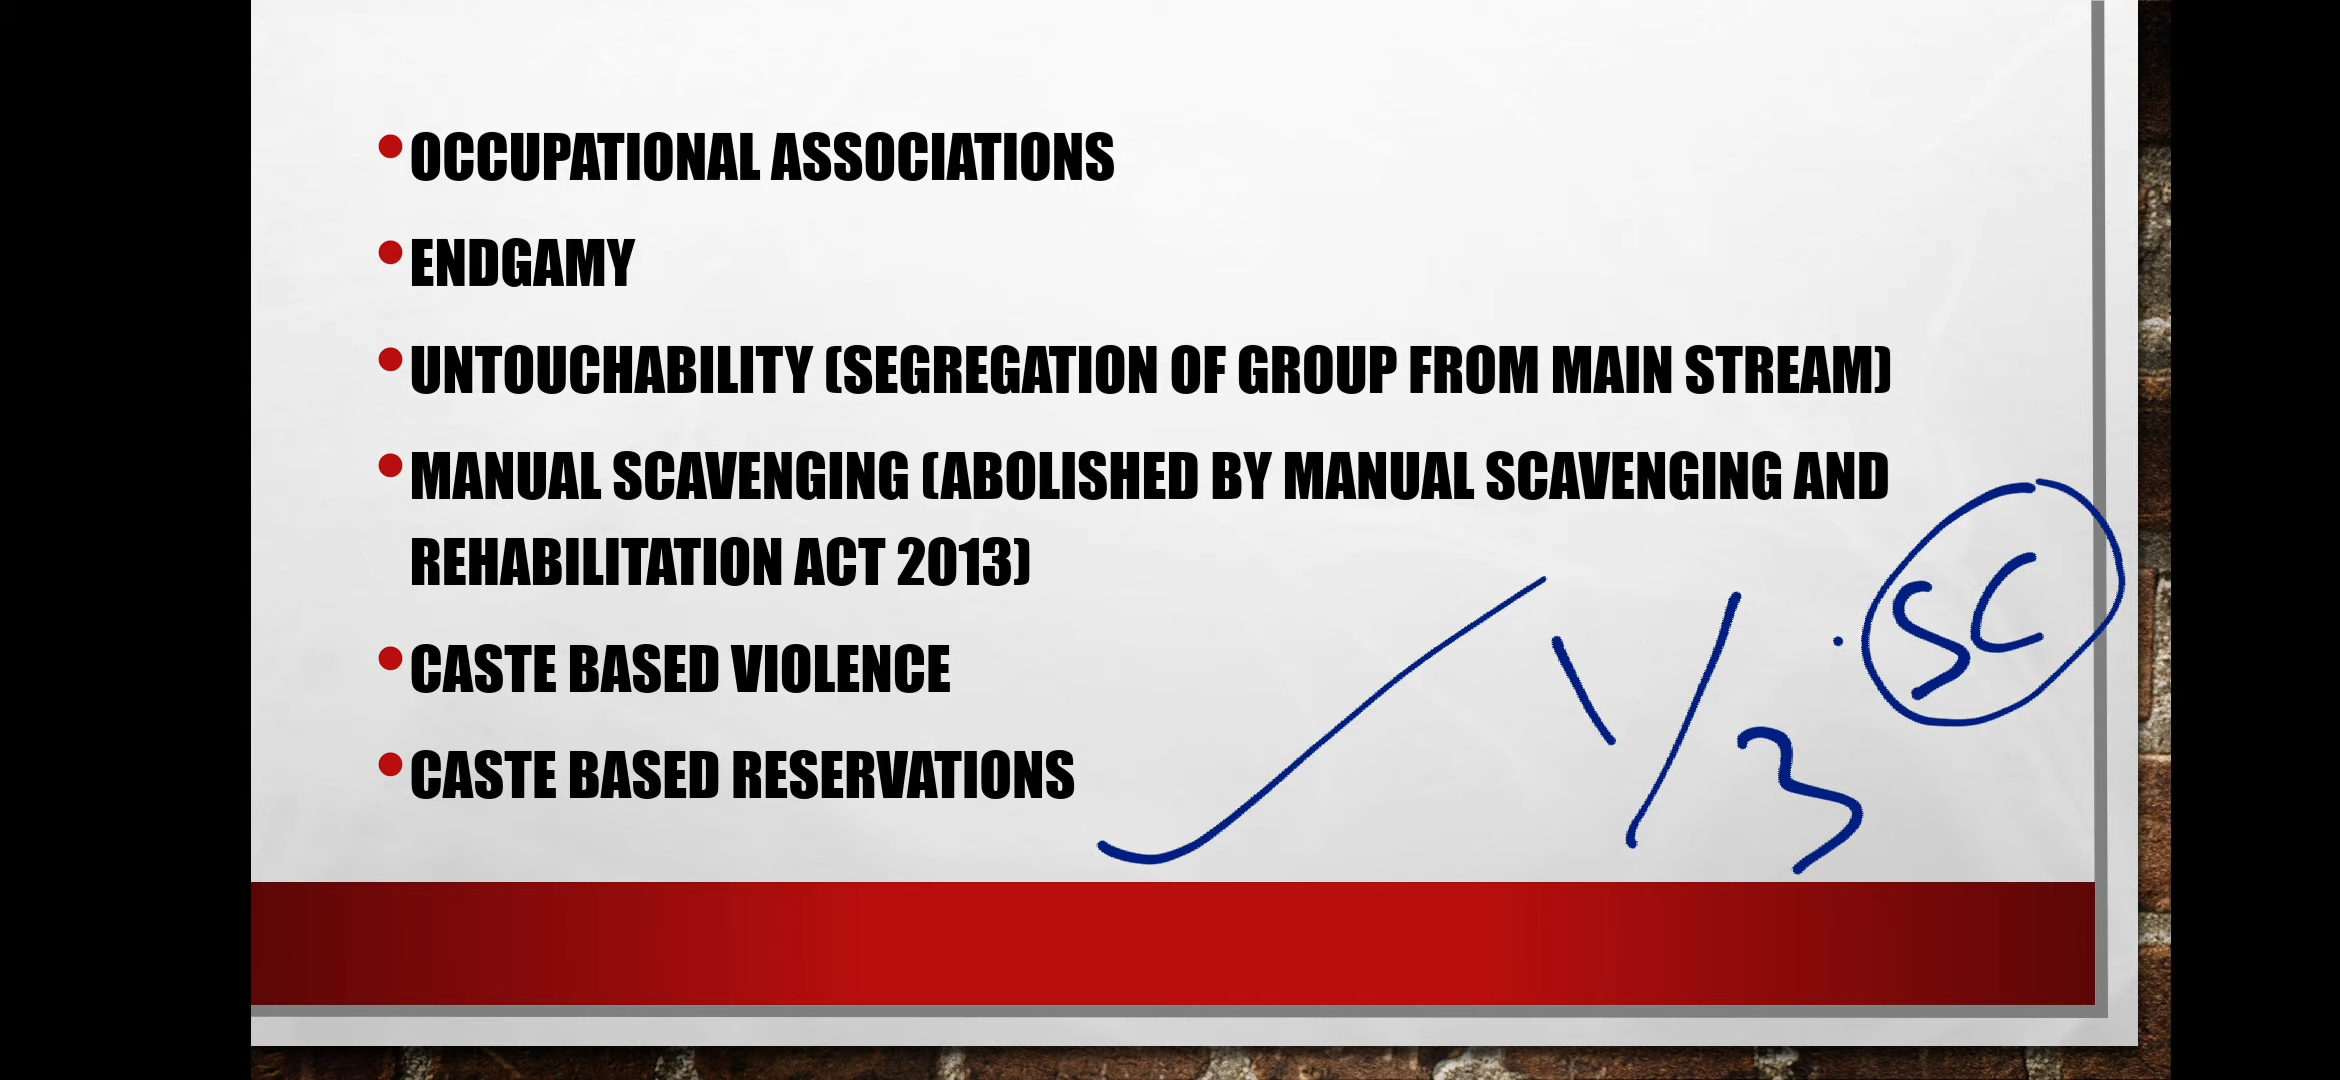 •OCCUPATIONAL ASSOCIATIONS
•ENDGAMY
•UNTOUCHABILITY (SEGREGATION OF GROUP FROM MAIN STREAM)
•MANUAL SCAVENGING (ABOLISHED BY MANUAL SCAVENGING AND
REHABILITATION ACT 2013)
SC
•CASTE BASED VIOLENCE
1/3
•CASTE BASED RESERVATIONS